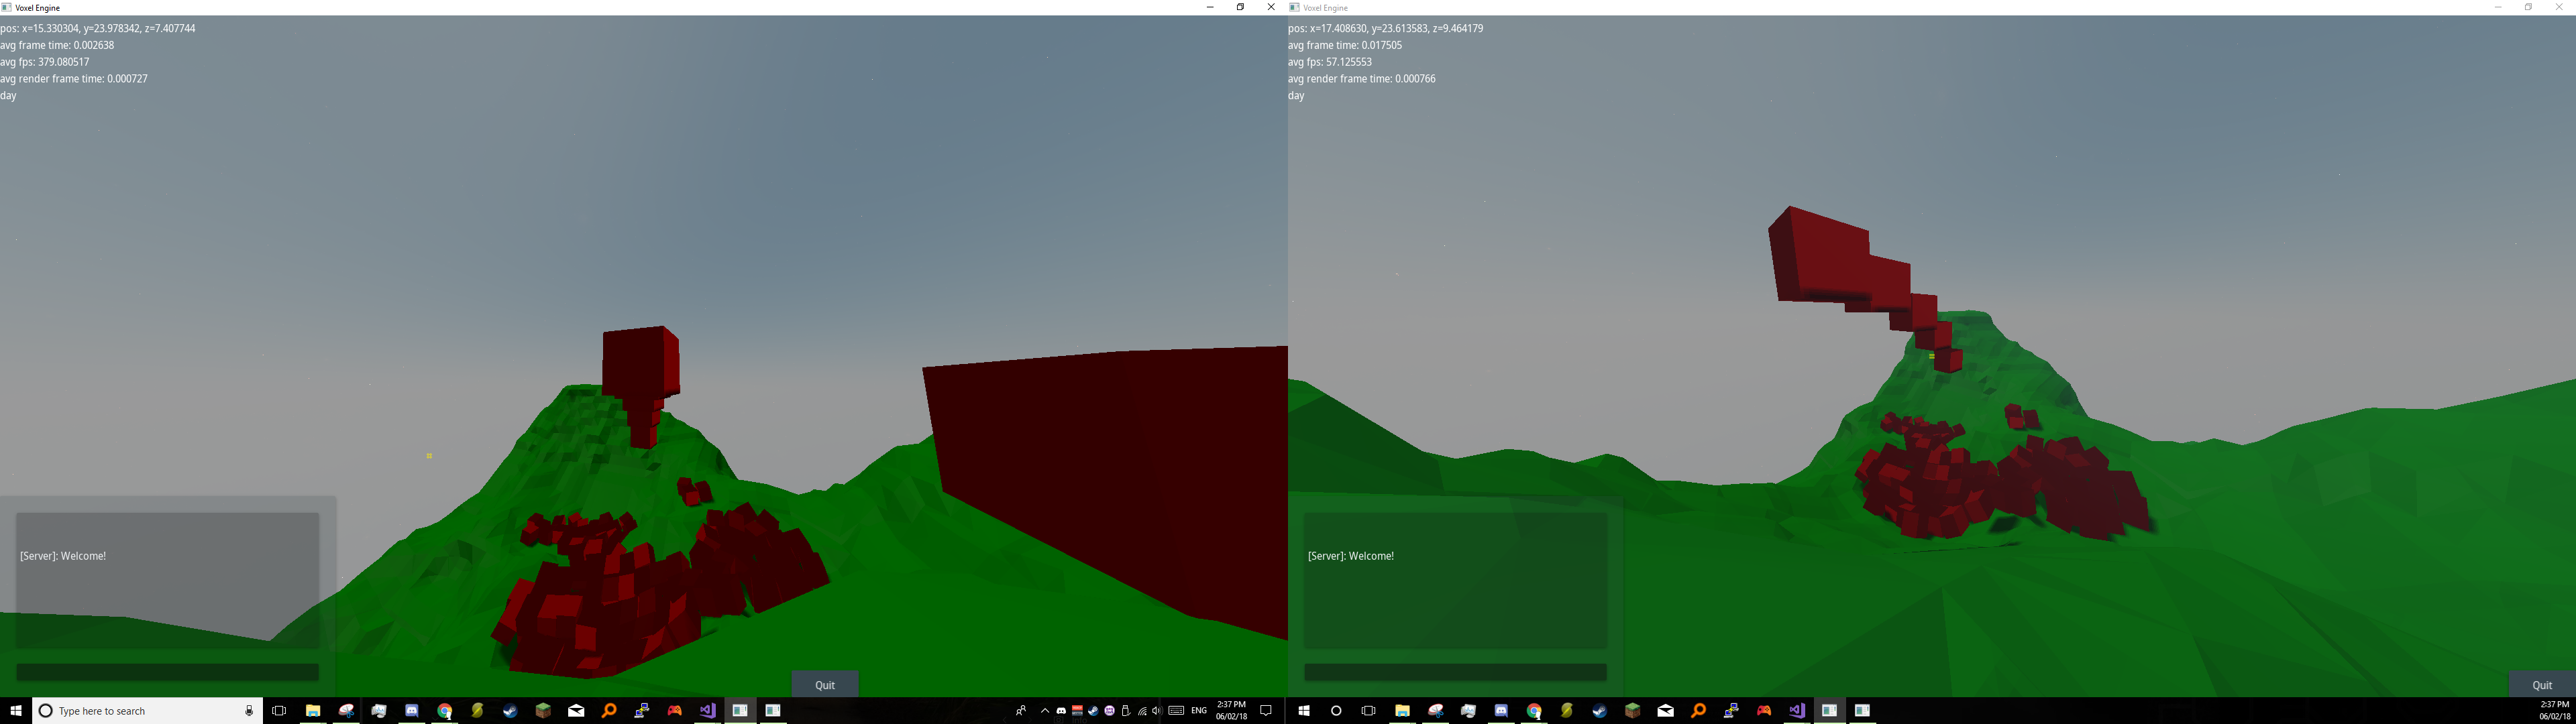 Voxel Engine
pos: x=15.330304, y=23.978342, z=7.407744
avg frame time: 0.002638
avg fps: 379.080517
avg render frame time: 0.000727
day
[Server]: Welcome!
Quit
Type here to search
ENG
2:37 PM
06/02/18
Voxel Engine
pos: x=17.408630, y=23.613583, z=9.464179
avg frame time: 0.017505
avg fps: 57.125553
avg render frame time: 0.000766
day
[Server]: Welcome!
Quit
2:37 PM
06/02/18